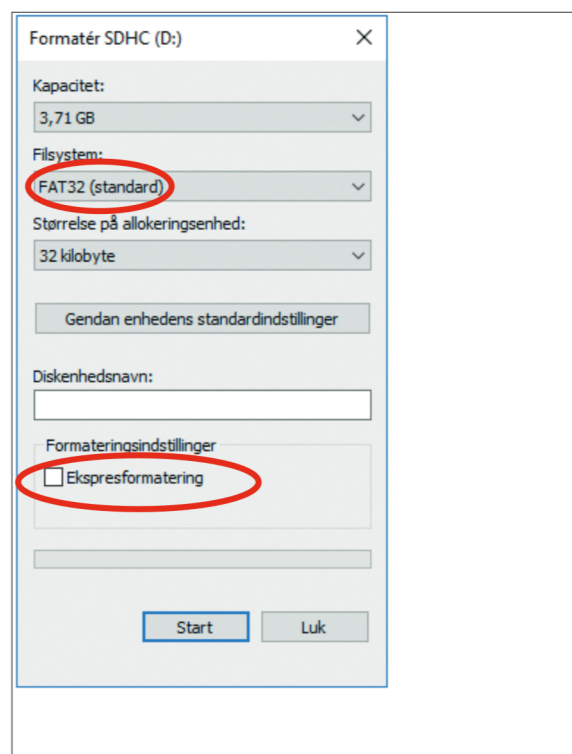 Formatér SDHC (D:)
Kapacitet:
3,71 GB
Filsystem:
FAT32 (standard)
Størrelse på allokeringsenhed:
32 kilobyte
Gendan enhedens standardindstillinger
Diskenhedsnavn:
Formateringsindstillinger
Ekspresformatering
Start Luk